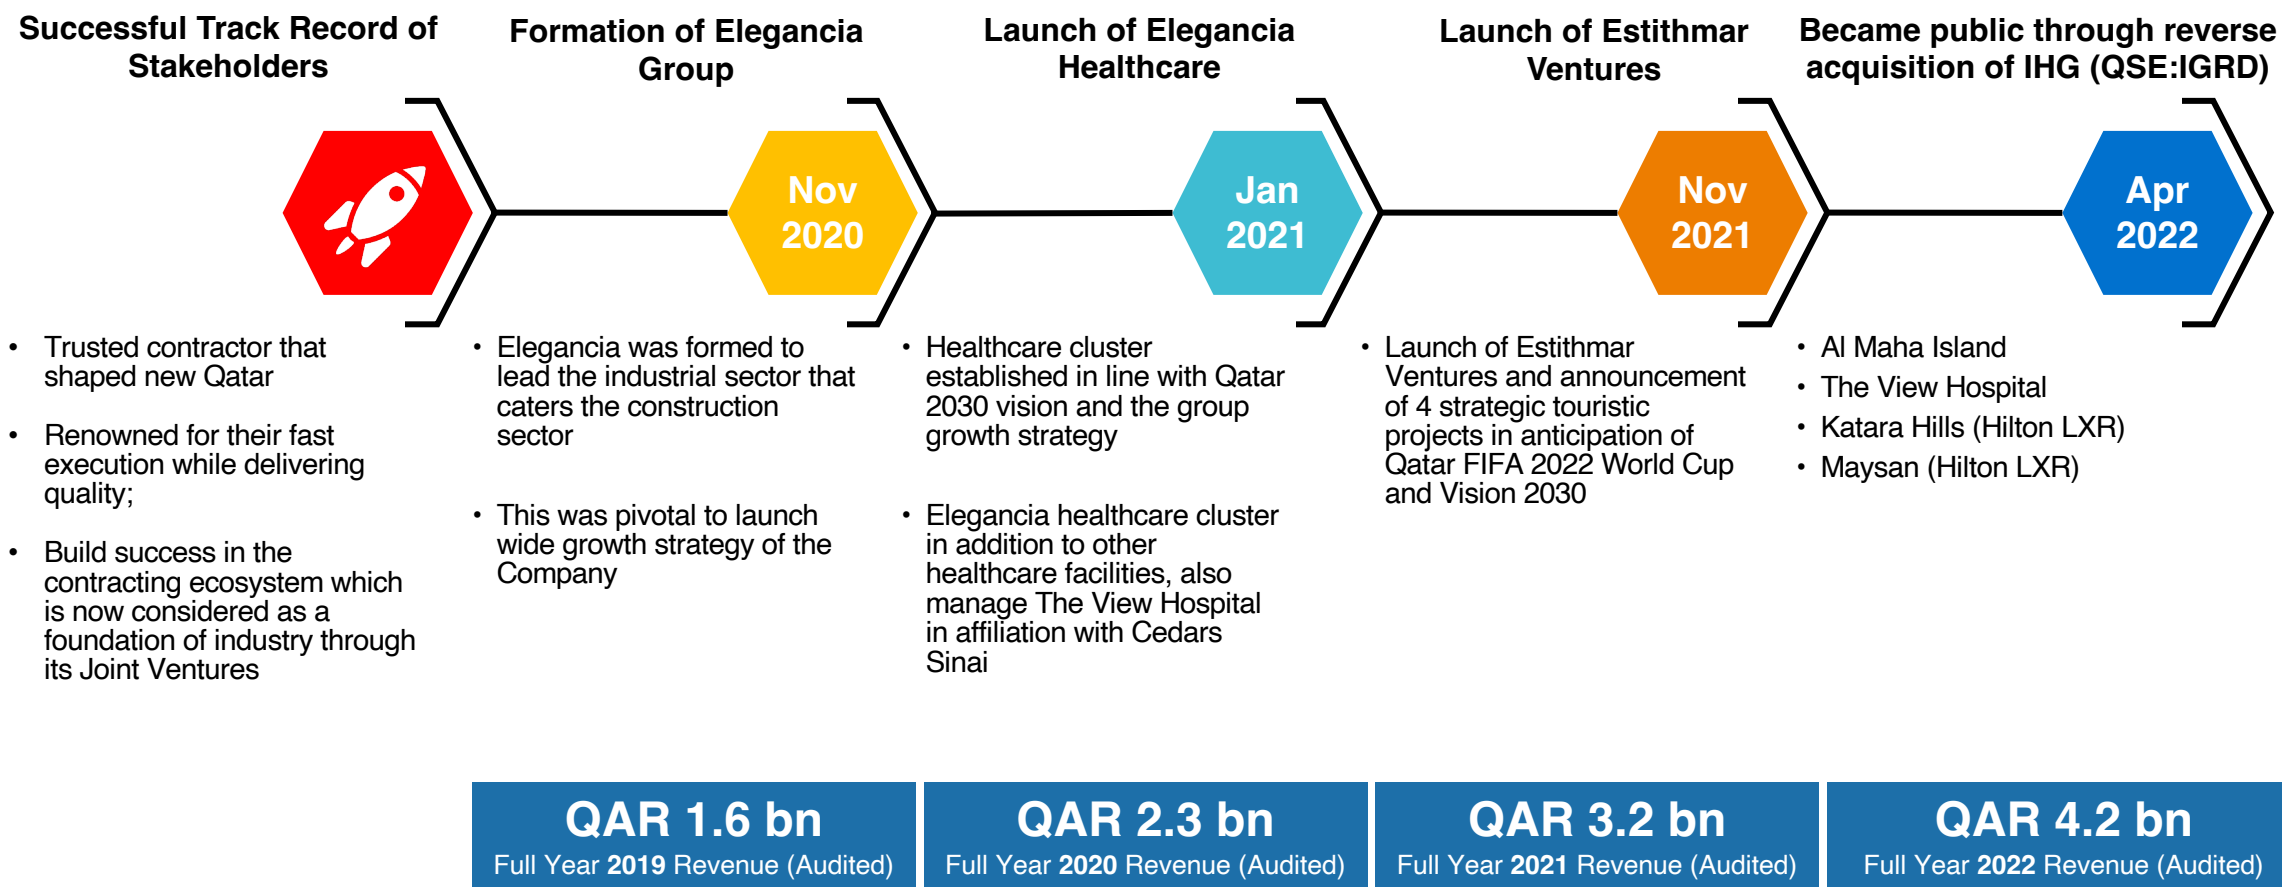 Successful Track Record of
Stakeholders
Formation of Elegancia
Group
Launch of Elegancia
Healthcare
Launch of Estithmar
Ventures
Became public through reverse
acquisition of IHG (QSE:IGRD)
Nov
2020
Jan
2021
Nov
2021
Apr
2022
• Trusted contractor that
shaped new Qatar
• Renowned for their fast
execution while delivering
quality;
• Build success in the
contracting ecosystem which
is now considered as a
foundation of industry through
its Joint Ventures
• Elegancia was formed to
lead the industrial sector that
caters the construction
sector
• This was pivotal to launch
wide growth strategy of the
Company
• Healthcare cluster
established in line with Qatar
2030 vision and the group
growth strategy
• Elegancia healthcare cluster
in addition to other
healthcare facilities, also
manage The View Hospital
in affiliation with Cedars
Sinai
• Launch of Estithmar
Ventures and announcement
of 4 strategic touristic
projects in anticipation of
Qatar FIFA 2022 World Cup
and Vision 2030
• Al Maha Island
• The View Hospital
• Katara Hills (Hilton LXR)
• Maysan (Hilton LXR)
QAR 1.6 bn
Full Year 2019 Revenue (Audited)
QAR 2.3 bn
Full Year 2020 Revenue (Audited)
QAR 3.2 bn
Full Year 2021 Revenue (Audited)
QAR 4.2 bn
Full Year 2022 Revenue (Audited)